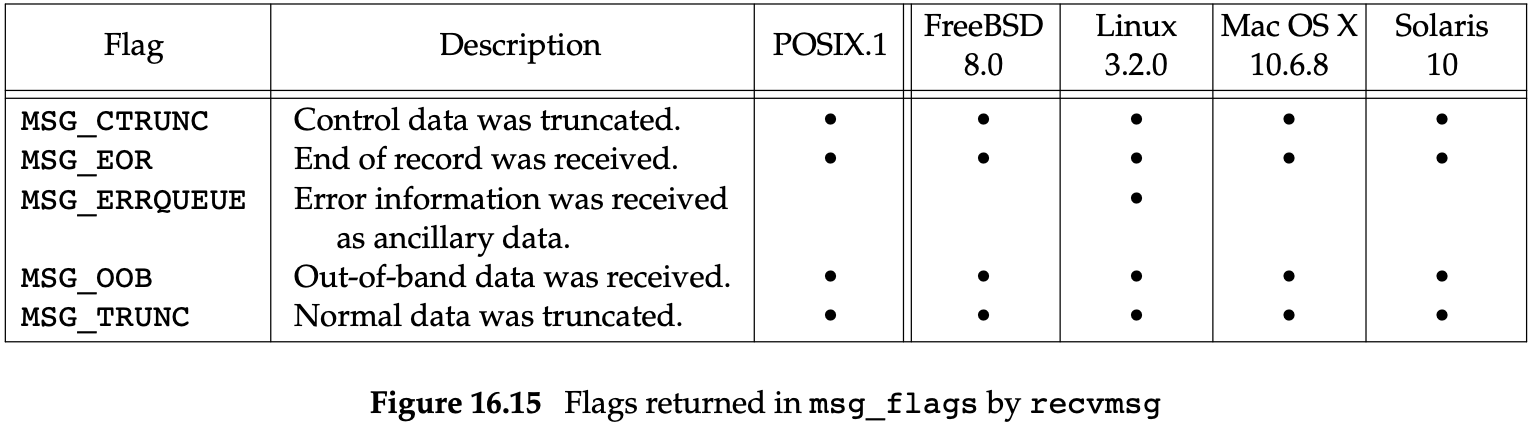 Flag Description POSIX.1 FreeBSD 8.0 Linux 3.2.0 Mac OS X 10.6.8 Solaris 10
MSG_CTRUNC Control data was truncated. • • • • •
MSG_EOR End of record was received. • • • • •
MSG_ERRQUEUE Error information was received •
as ancillary data.
MSG_OOB Out-of-band data was received. • • • • •
MSG_TRUNC Normal data was truncated. • • • • •
Figure 16.15 Flags returned in msg_flags by recvmsg